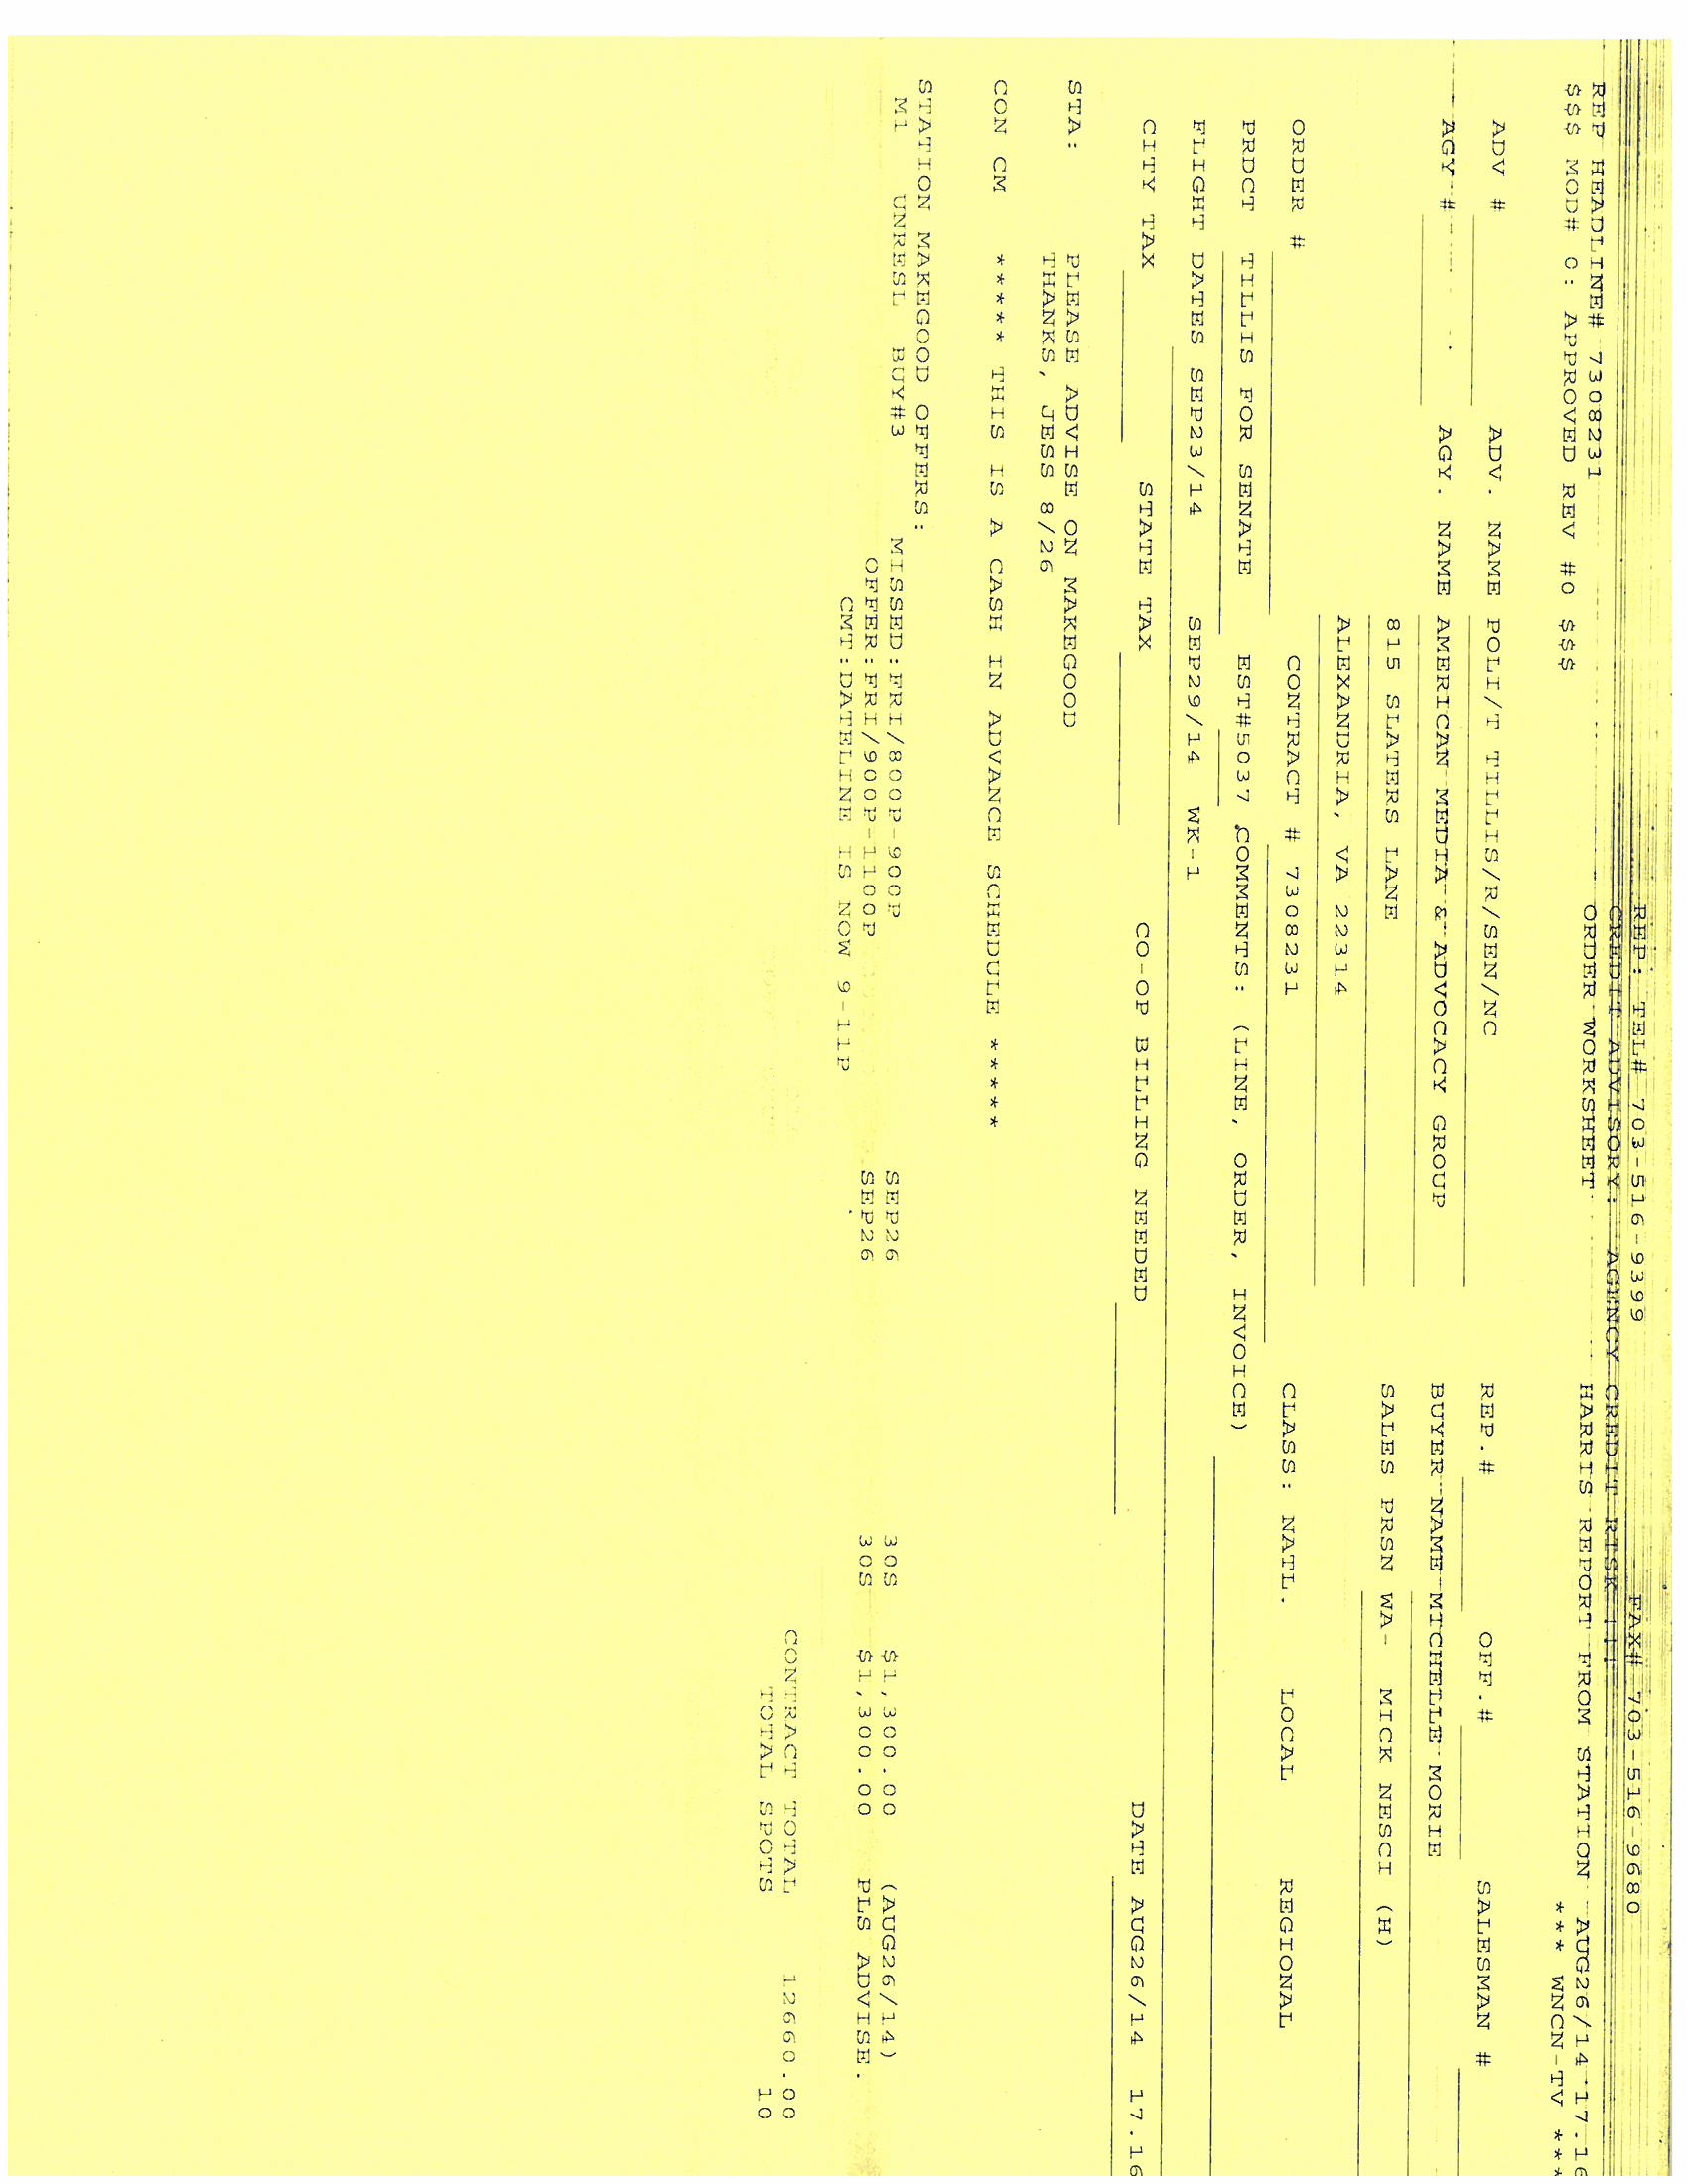 REP: TEL# 703-516-9399 FAX# 703-516-9680
CREDIT ADVISORY: AGENCY CREDIT RISK !!
REP HEADLINE# 7308231 ORDER WORKSHEET HARRIS REPORT FROM STATION AUG26/14 17.16
$$$ MOD# 0: APPROVED REV #0 $$$ *** WNCN-TV ***
ADV # ADV. NAME POLI/T TILLIS/R/SEN/NC REP.# OFF.# SALESMAN #
AGY # AGY. NAME AMERICAN MEDIA & ADVOCACY GROUP BUYER NAME MITCHELLE MORIE
815 SLATERS LANE SALES PRSN WA- MICK NESCI (H)
ALEXANDRIA, VA 22314
ORDER # CONTRACT # 7308231 CLASS: NATL. LOCAL REGIONAL
PRDCT TILLIS FOR SENATE EST#5037 COMMENTS: (LINE, ORDER, INVOICE)
FLIGHT DATES SEP23/14 SEP29/14 WK-1
CITY TAX STATE TAX CO-OP BILLING NEEDED DATE AUG26/14 17.16
STA: PLEASE ADVISE ON MAKEGOOD
THANKS, JESS 8/26
CON CM ***** THIS IS A CASH IN ADVANCE SCHEDULE *****
STATION MAKEGOOD OFFERS:
M1 UNRESL BUY#3 MISSED:FRI/800P-900P SEP26 30S $1,300.00 (AUG26/14)
OFFER:FRI/900P-1100P SEP26 30S $1,300.00 PLS ADVISE.
CMT:DATELINE IS NOW 9-11P
CONTRACT TOTAL 12660.00
TOTAL SPOTS 10